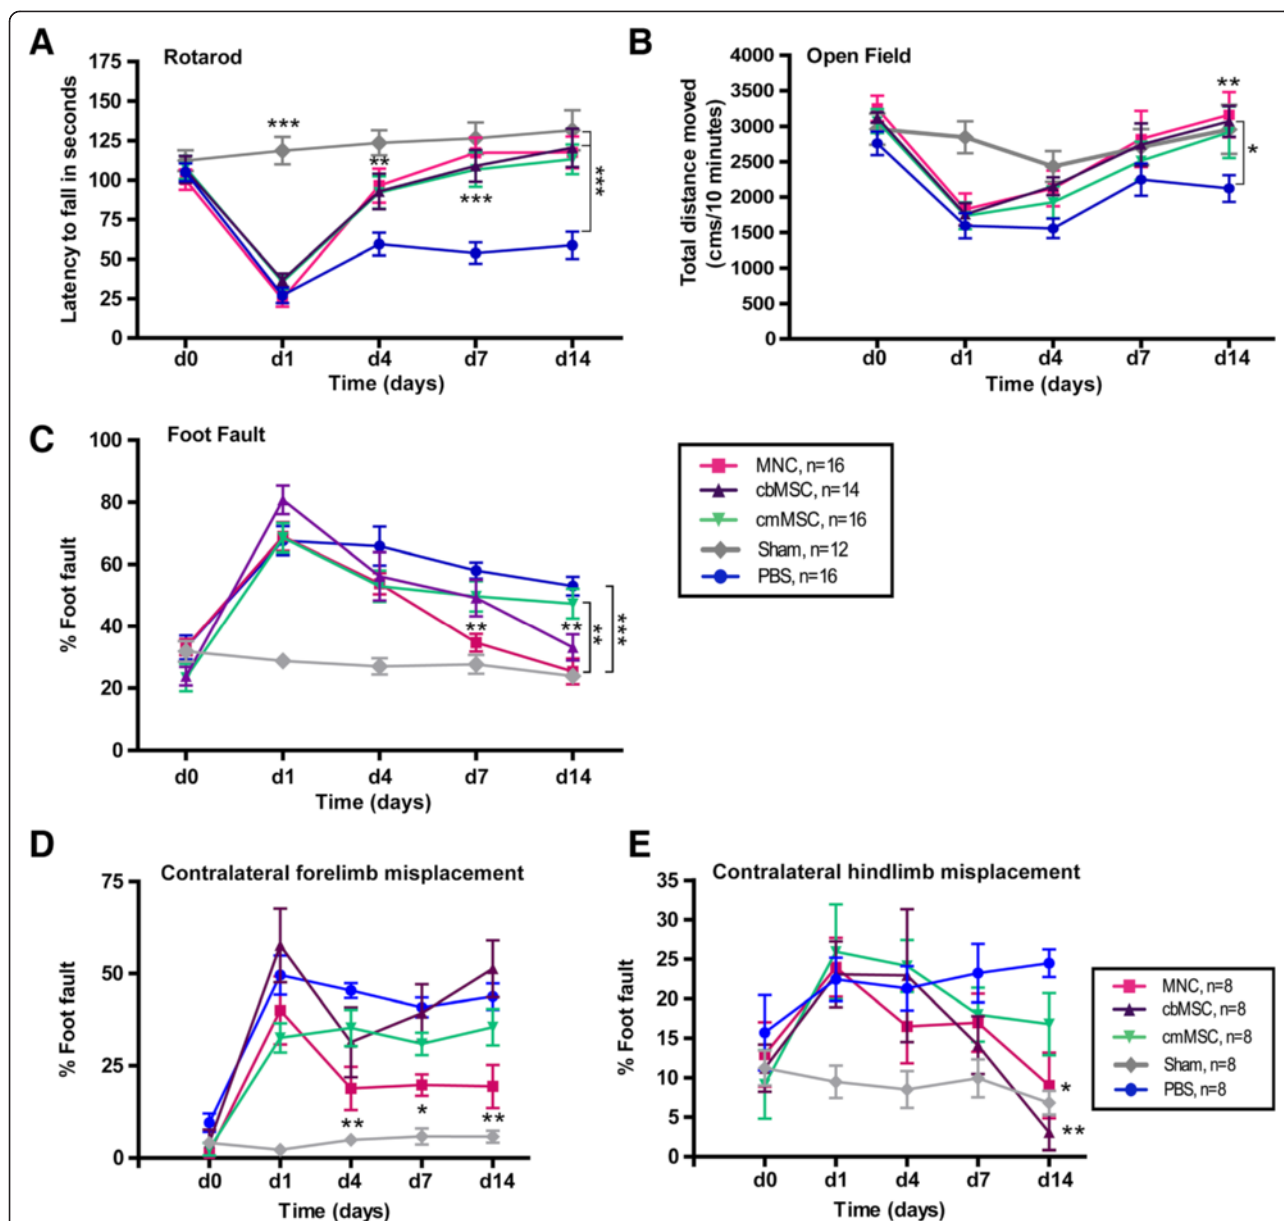 A
Rotarod
Latency to fall in seconds
175
150
125
100
75
50
25
0
***
**
***
***
d0 d1 d4 d7 d14
Time (days)
B
Open Field
Total distance moved
(cms/10 minutes)
4000
3500
3000
2500
2000
1500
1000
500
0
**
*
d0 d1 d4 d7 d14
Time (days)
C
Foot Fault
% Foot fault
100
80
60
40
20
0
**
**
**
***
d0 d1 d4 d7 d14
Time (days)
MNC, n=16
cbMSC, n=14
cmMSC, n=16
Sham, n=12
PBS, n=16
D
Contralateral forelimb misplacement
% Foot fault
75
50
25
0
**
*
**
d0 d1 d4 d7 d14
Time (days)
E
Contralateral hindlimb misplacement
% Foot fault
35
30
25
20
15
10
5
0
*
**
d0 d1 d4 d7 d14
Time (days)
MNC, n=8
cbMSC, n=8
cmMSC, n=8
Sham, n=8
PBS, n=8